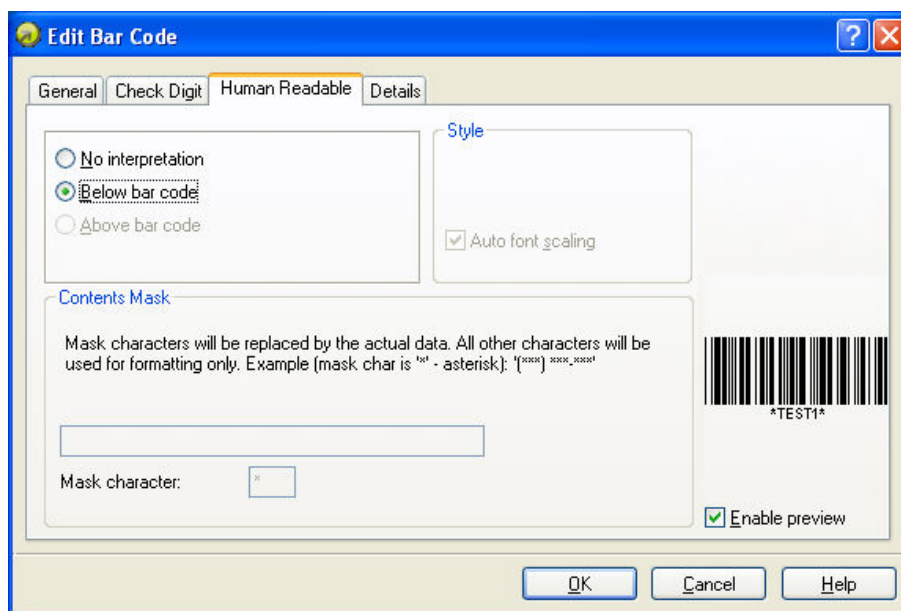 Edit Bar Code
General Check Digit Human Readable Details
No interpretation
Below bar code
Above bar code
Style
Auto font scaling
Contents Mask
Mask characters will be replaced by the actual data. All other characters will be
used for formatting only. Example (mask char is '*' - asterisk): '(***) ***-***'
Mask character: *
*TEST1*
Enable preview
OK Cancel Help